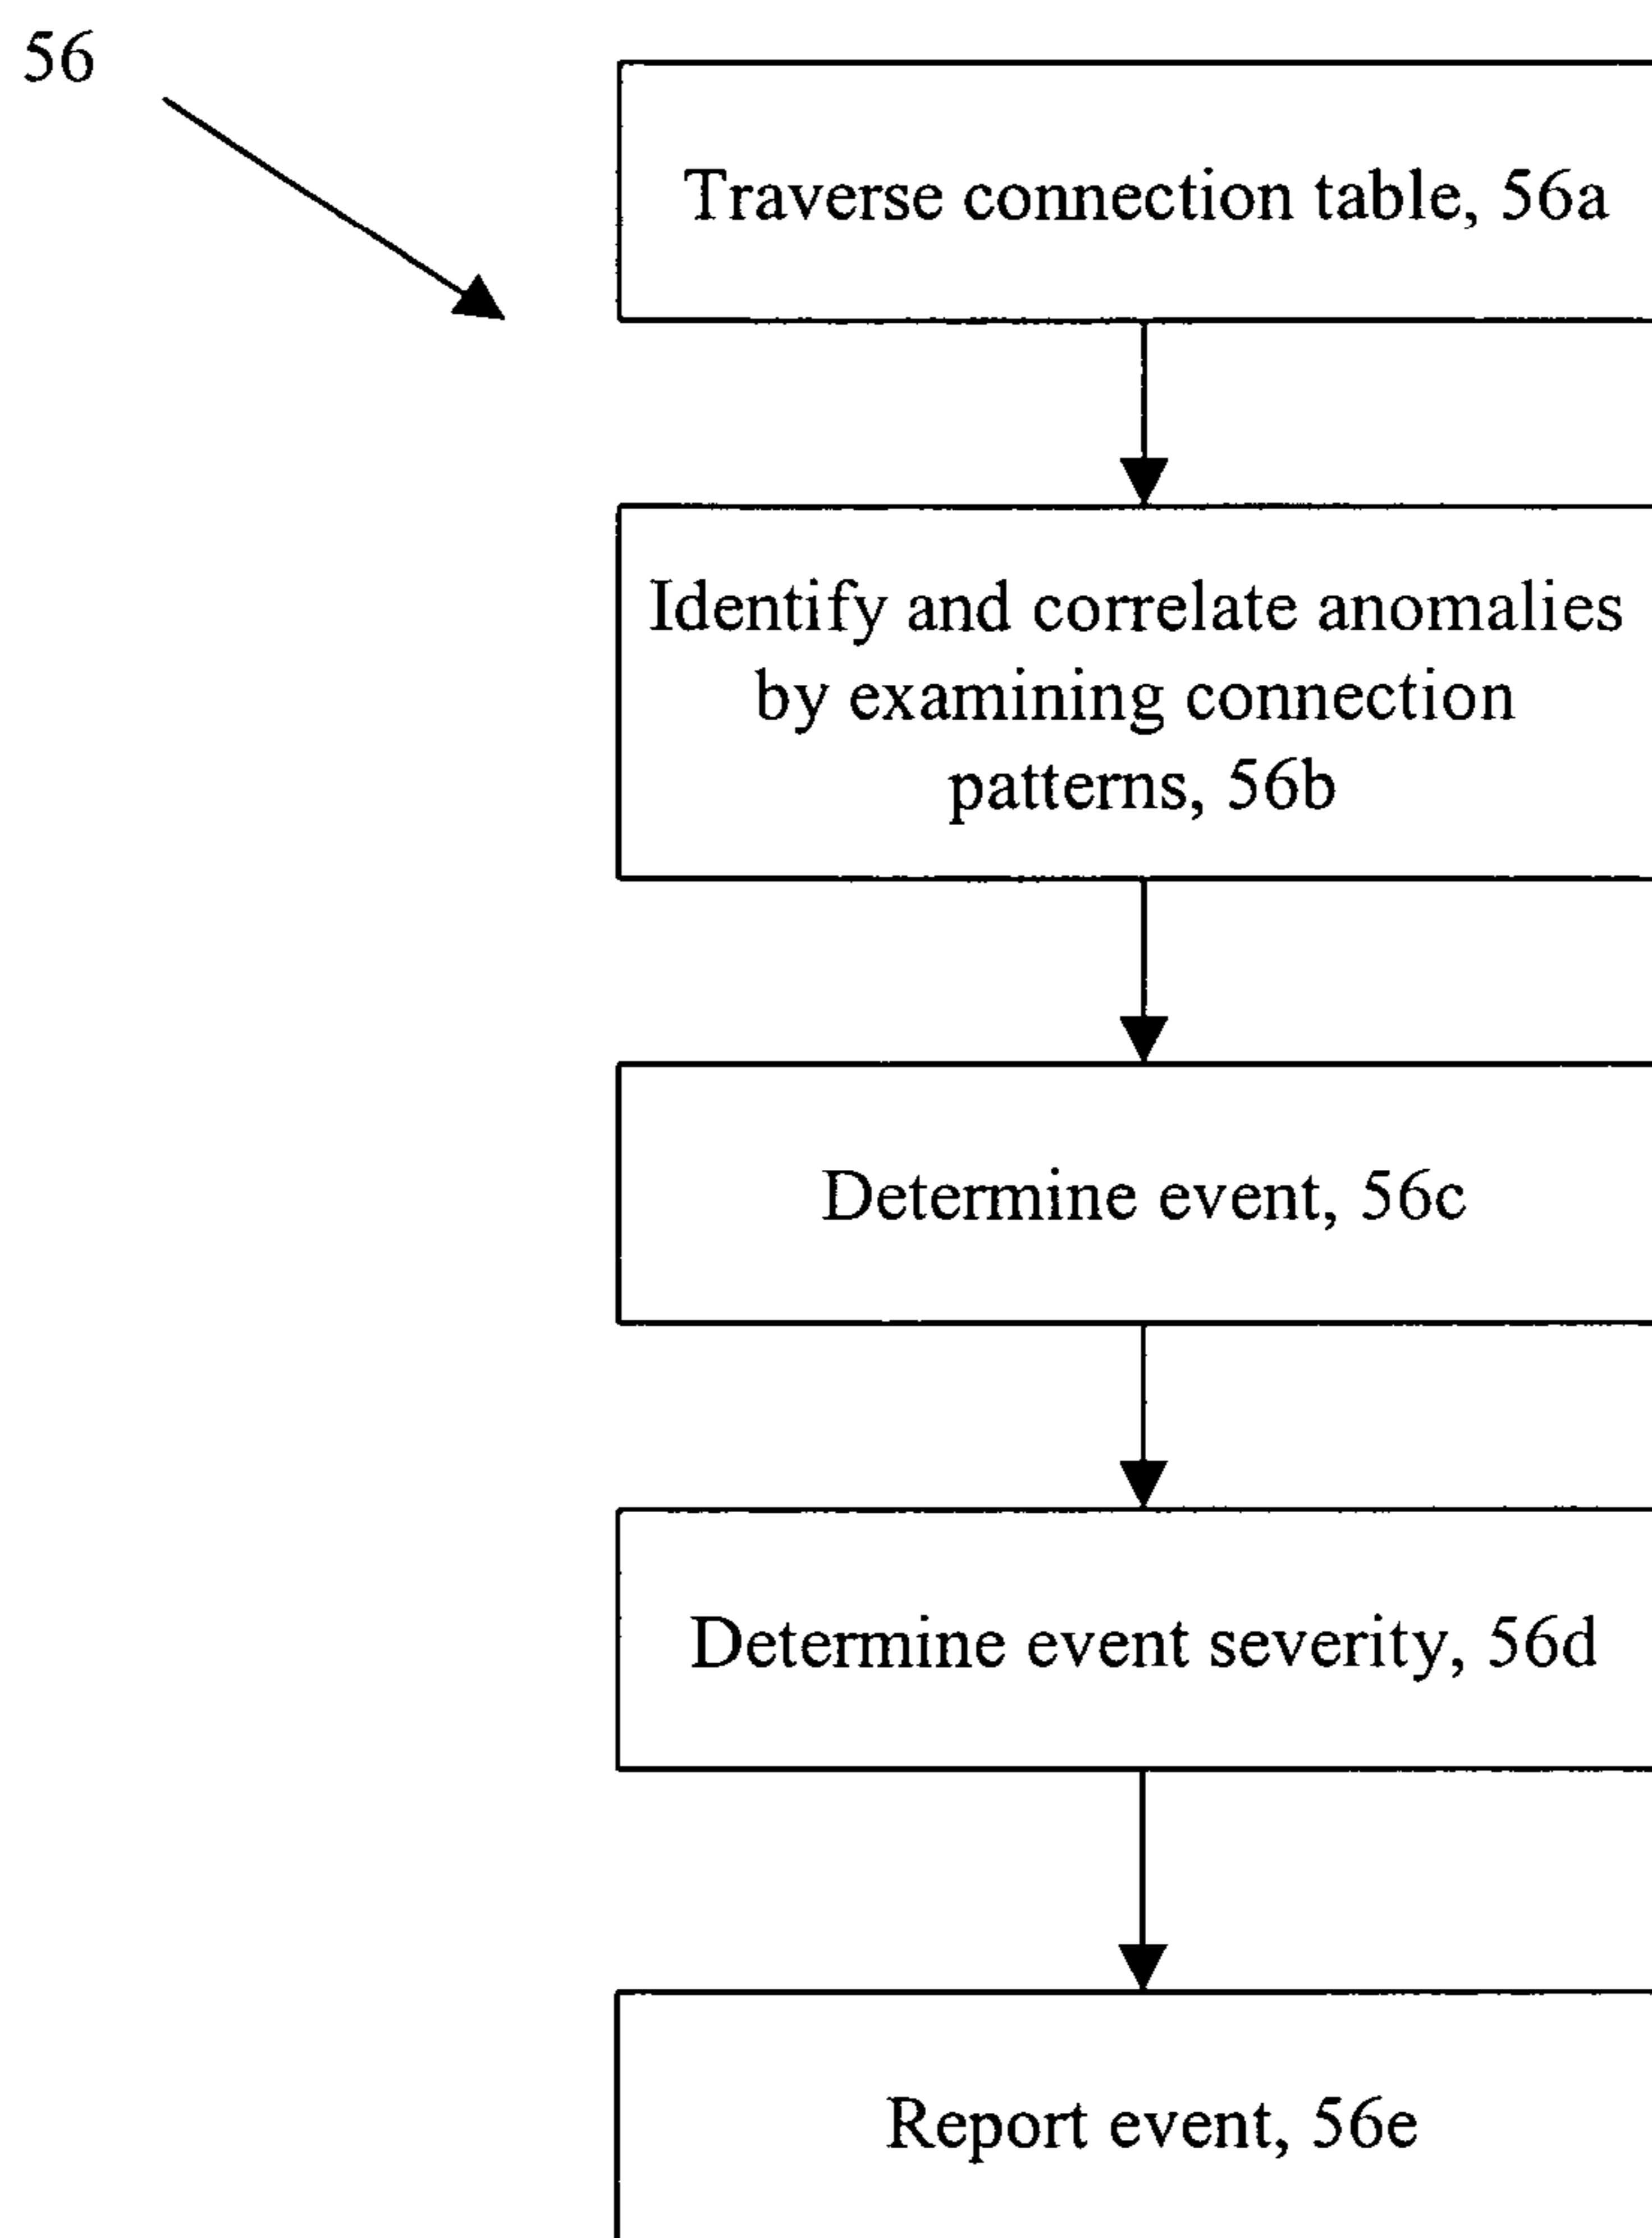 56
Traverse connection table, 56a
Identify and correlate anomalies
by examining connection
patterns, 56b
Determine event, 56c
Determine event severity, 56d
Report event, 56e